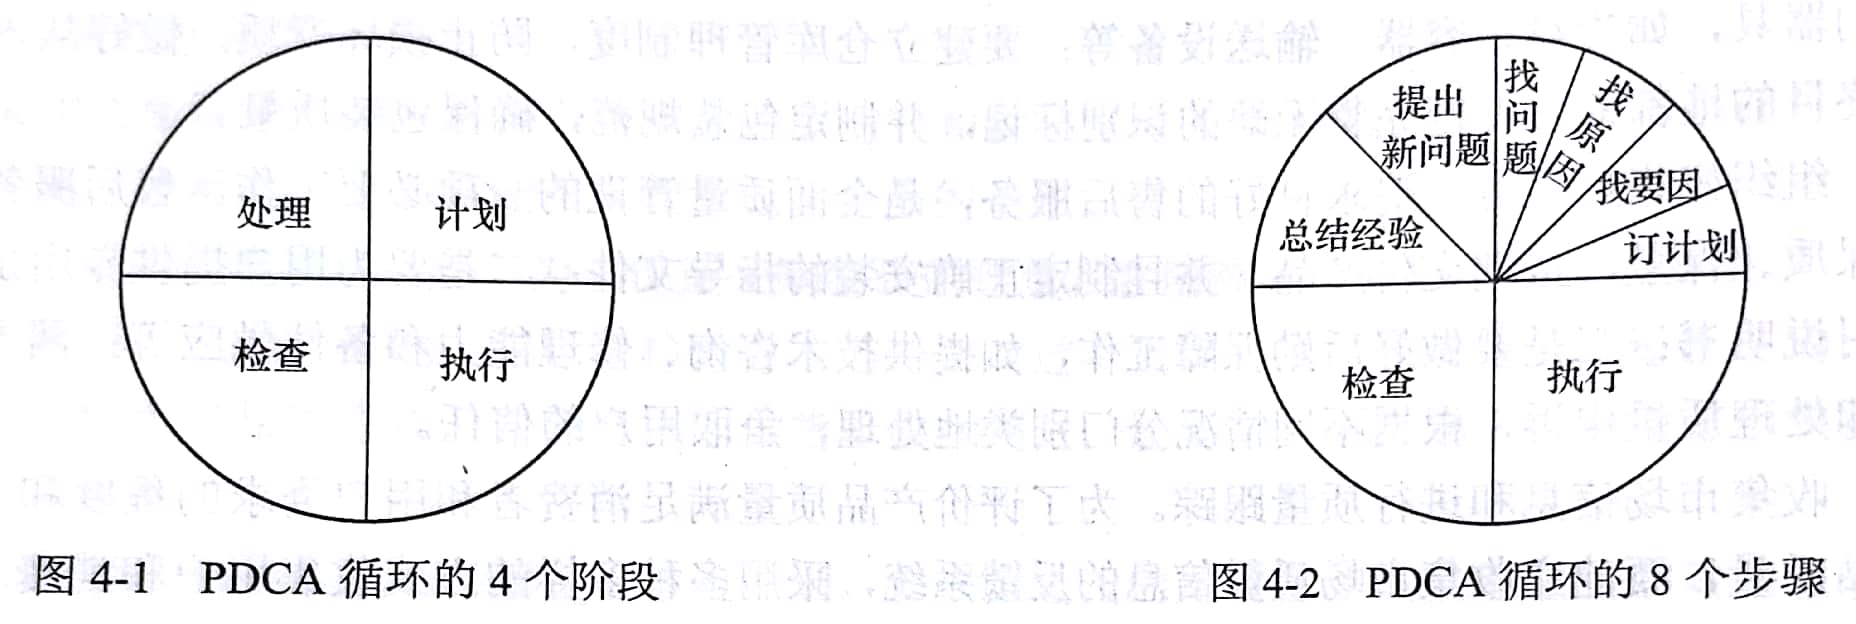 处理
计划
检查
执行
图 4-1 PDCA 循环的 4 个阶段
提出
新问题
找问题
找原因
找要因
订计划
总结经验
检查
执行
图 4-2 PDCA 循环的 8 个步骤